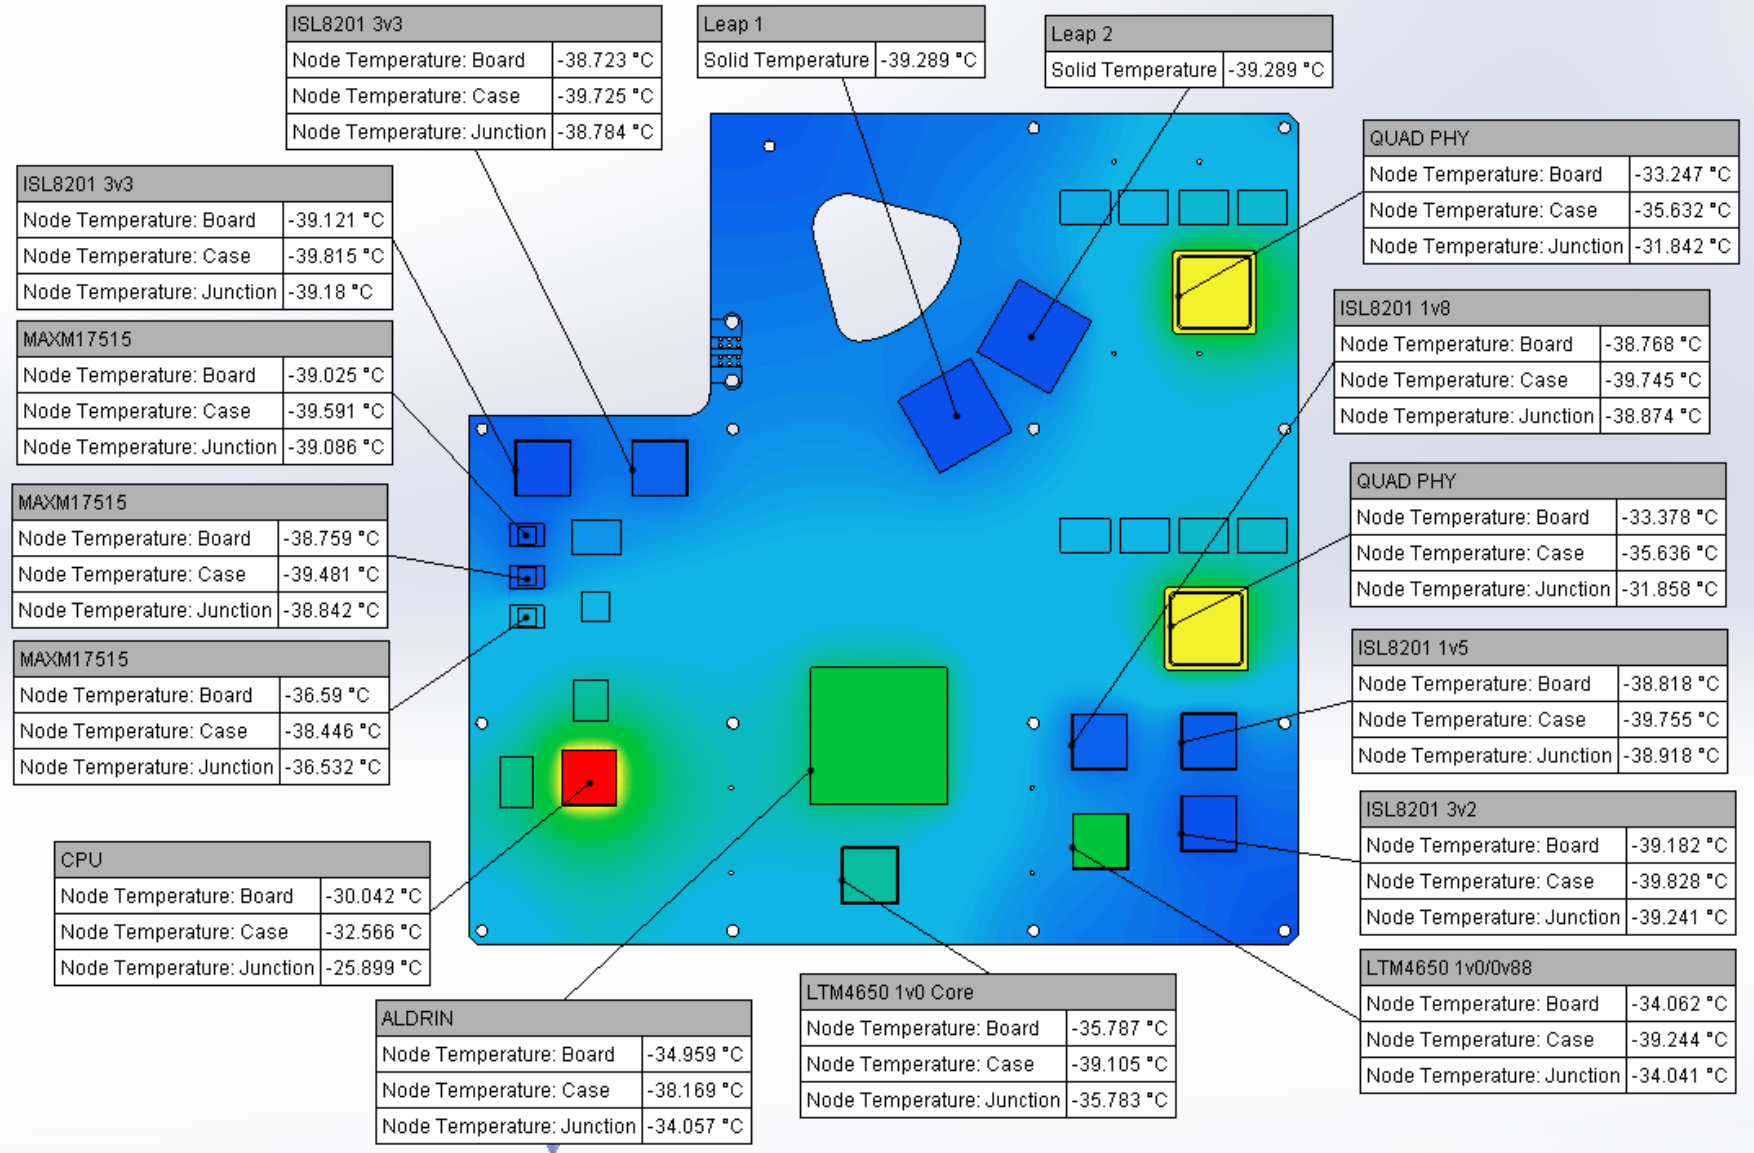 ISL8201 3v3
Node Temperature: Board -38.723 °C
Node Temperature: Case -39.725 °C
Node Temperature: Junction -38.784 °C
Leap 1
Solid Temperature -39.289 °C
Leap 2
Solid Temperature -39.289 °C
QUAD PHY
Node Temperature: Board -33.247 °C
Node Temperature: Case -35.632 °C
Node Temperature: Junction -31.842 °C
ISL8201 3v3
Node Temperature: Board -39.121 °C
Node Temperature: Case -39.815 °C
Node Temperature: Junction -39.18 °C
ISL8201 1v8
Node Temperature: Board -38.768 °C
Node Temperature: Case -39.745 °C
Node Temperature: Junction -38.874 °C
MAXM17515
Node Temperature: Board -39.025 °C
Node Temperature: Case -39.591 °C
Node Temperature: Junction -39.086 °C
QUAD PHY
Node Temperature: Board -33.378 °C
Node Temperature: Case -35.636 °C
Node Temperature: Junction -31.858 °C
MAXM17515
Node Temperature: Board -38.759 °C
Node Temperature: Case -39.481 °C
Node Temperature: Junction -38.842 °C
ISL8201 1v5
Node Temperature: Board -38.818 °C
Node Temperature: Case -39.755 °C
Node Temperature: Junction -38.918 °C
MAXM17515
Node Temperature: Board -36.59 °C
Node Temperature: Case -38.446 °C
Node Temperature: Junction -36.532 °C
ISL8201 3v2
Node Temperature: Board -39.182 °C
Node Temperature: Case -39.828 °C
Node Temperature: Junction -39.241 °C
CPU
Node Temperature: Board -30.042 °C
Node Temperature: Case -32.566 °C
Node Temperature: Junction -25.899 °C
LTM4650 1v0/0v88
Node Temperature: Board -34.062 °C
Node Temperature: Case -39.244 °C
Node Temperature: Junction -34.041 °C
LTM4650 1v0 Core
Node Temperature: Board -35.787 °C
Node Temperature: Case -39.105 °C
Node Temperature: Junction -35.783 °C
ALDRIN
Node Temperature: Board -34.959 °C
Node Temperature: Case -38.169 °C
Node Temperature: Junction -34.057 °C